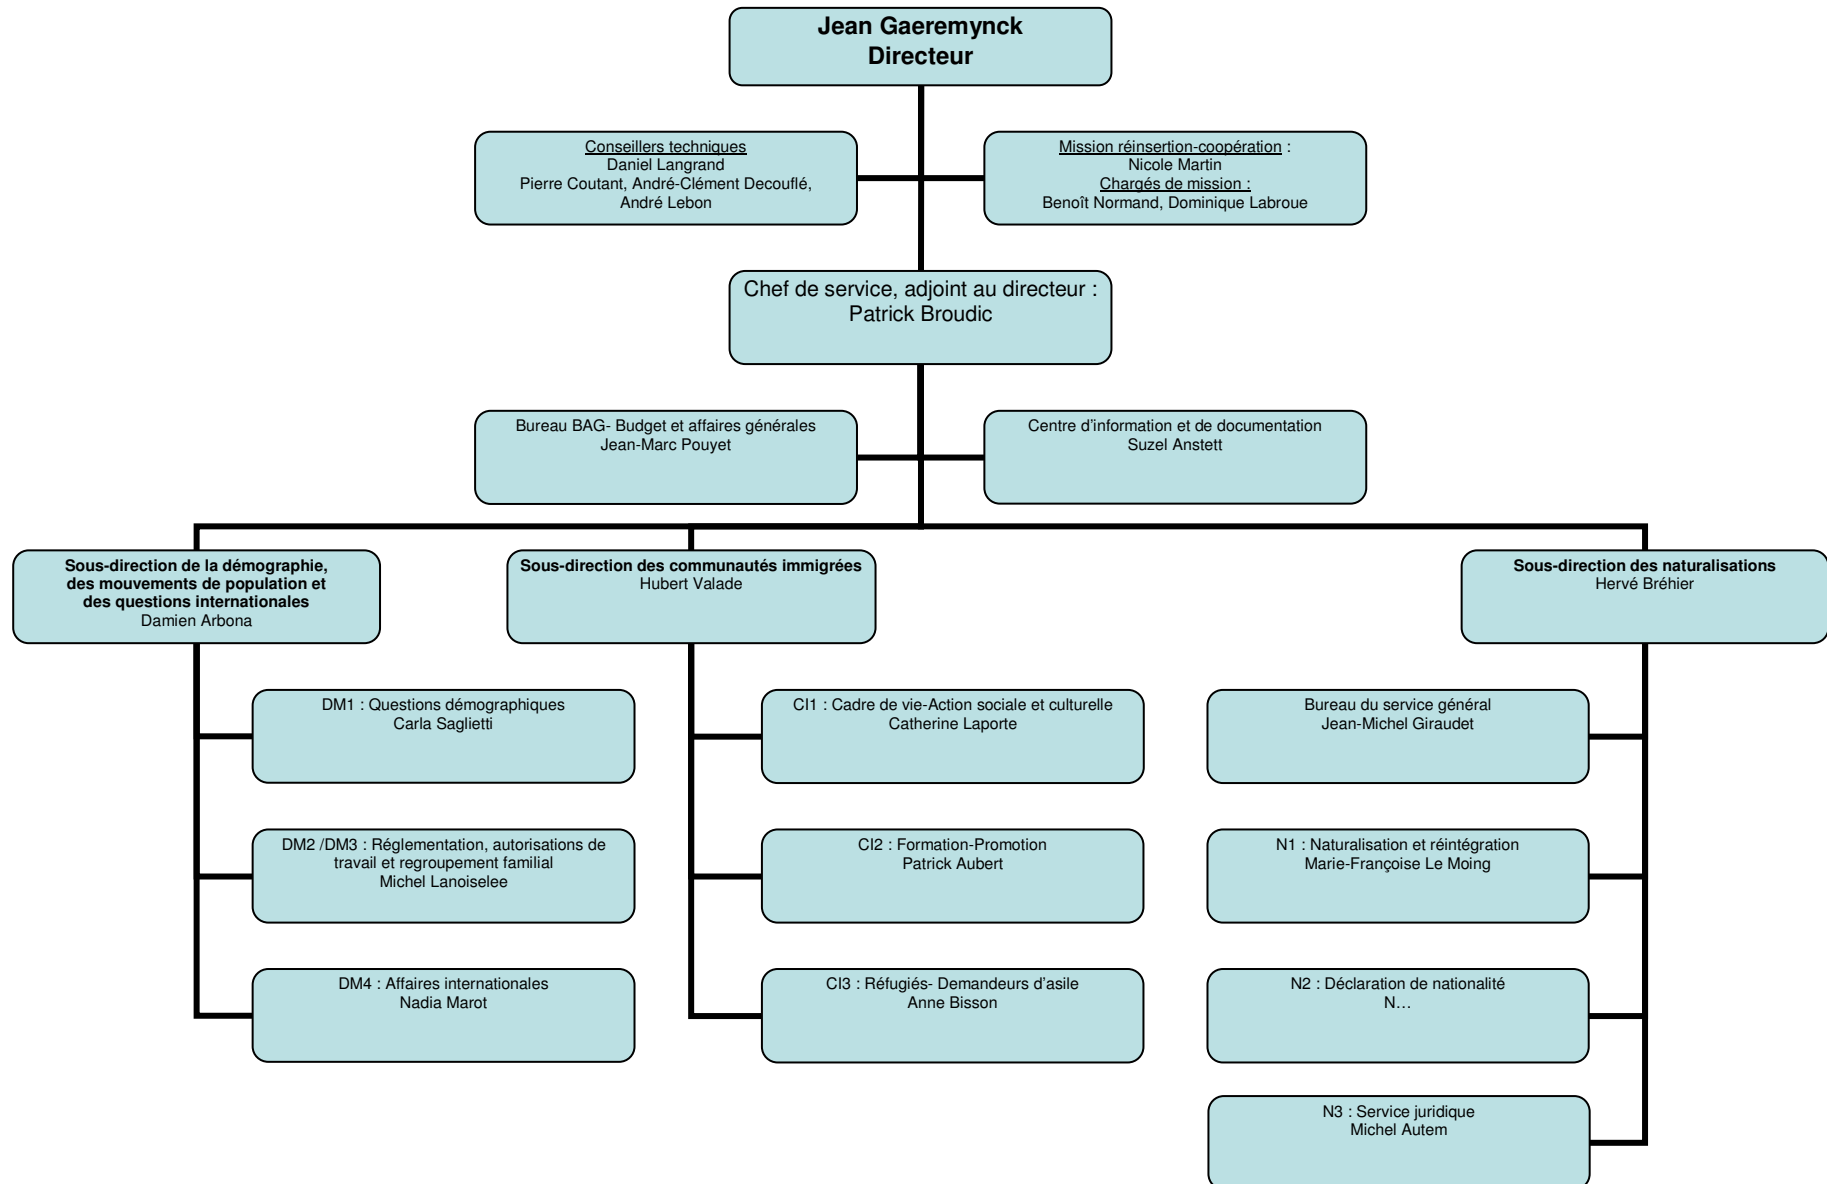 Jean Gaeremynck
Directeur
Conseillers techniques
Daniel Langrand
Pierre Coutant, André-Clément Decouflé,
André Lebon
Mission réinsertion-coopération :
Nicole Martin
Chargés de mission :
Benoît Normand, Dominique Labroue
Chef de service, adjoint au directeur :
Patrick Broudic
Bureau BAG- Budget et affaires générales
Jean-Marc Pouyet
Centre d'information et de documentation
Suzel Anstett
Sous-direction de la démographie,
des mouvements de population et
des questions internationales
Damien Arbona
Sous-direction des communautés immigrées
Hubert Valade
Sous-direction des naturalisations
Hervé Bréhier
DM1 : Questions démographiques
Carla Saglietti
CI1 : Cadre de vie-Action sociale et culturelle
Catherine Laporte
Bureau du service général
Jean-Michel Giraudet
DM2 /DM3 : Réglementation, autorisations de
travail et regroupement familial
Michel Lanoiselee
CI2 : Formation-Promotion
Patrick Aubert
N1 : Naturalisation et réintégration
Marie-Françoise Le Moing
DM4 : Affaires internationales
Nadia Marot
CI3 : Réfugiés- Demandeurs d'asile
Anne Bisson
N2 : Déclaration de nationalité
N…
N3 : Service juridique
Michel Autem